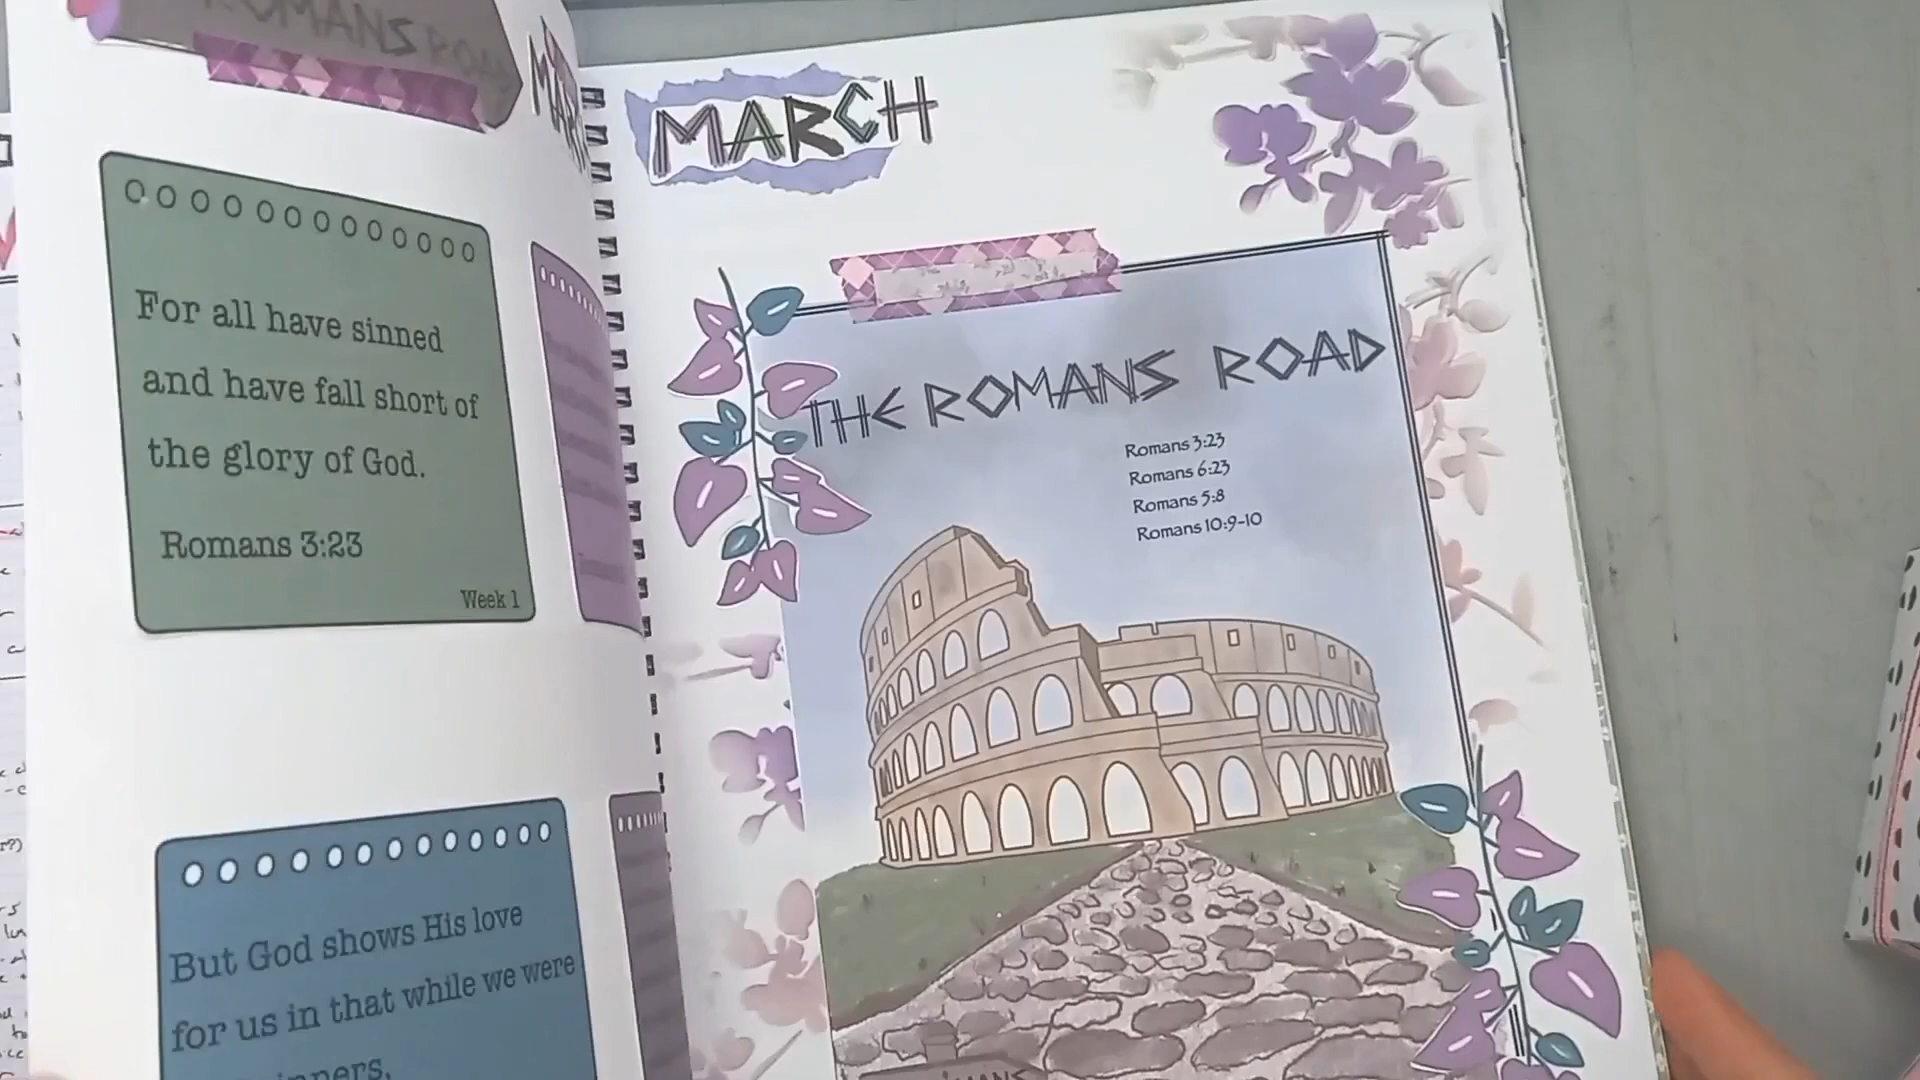 ROMANS ROAD
For all have sinned
and have fall short of
the glory of God.
Romans 3:23
Week 1
But God shows His love
for us in that while we were
MARCH
THE ROMANS ROAD
Romans 3:23
Romans 6:23
Romans 5:8
Romans 10:9-10